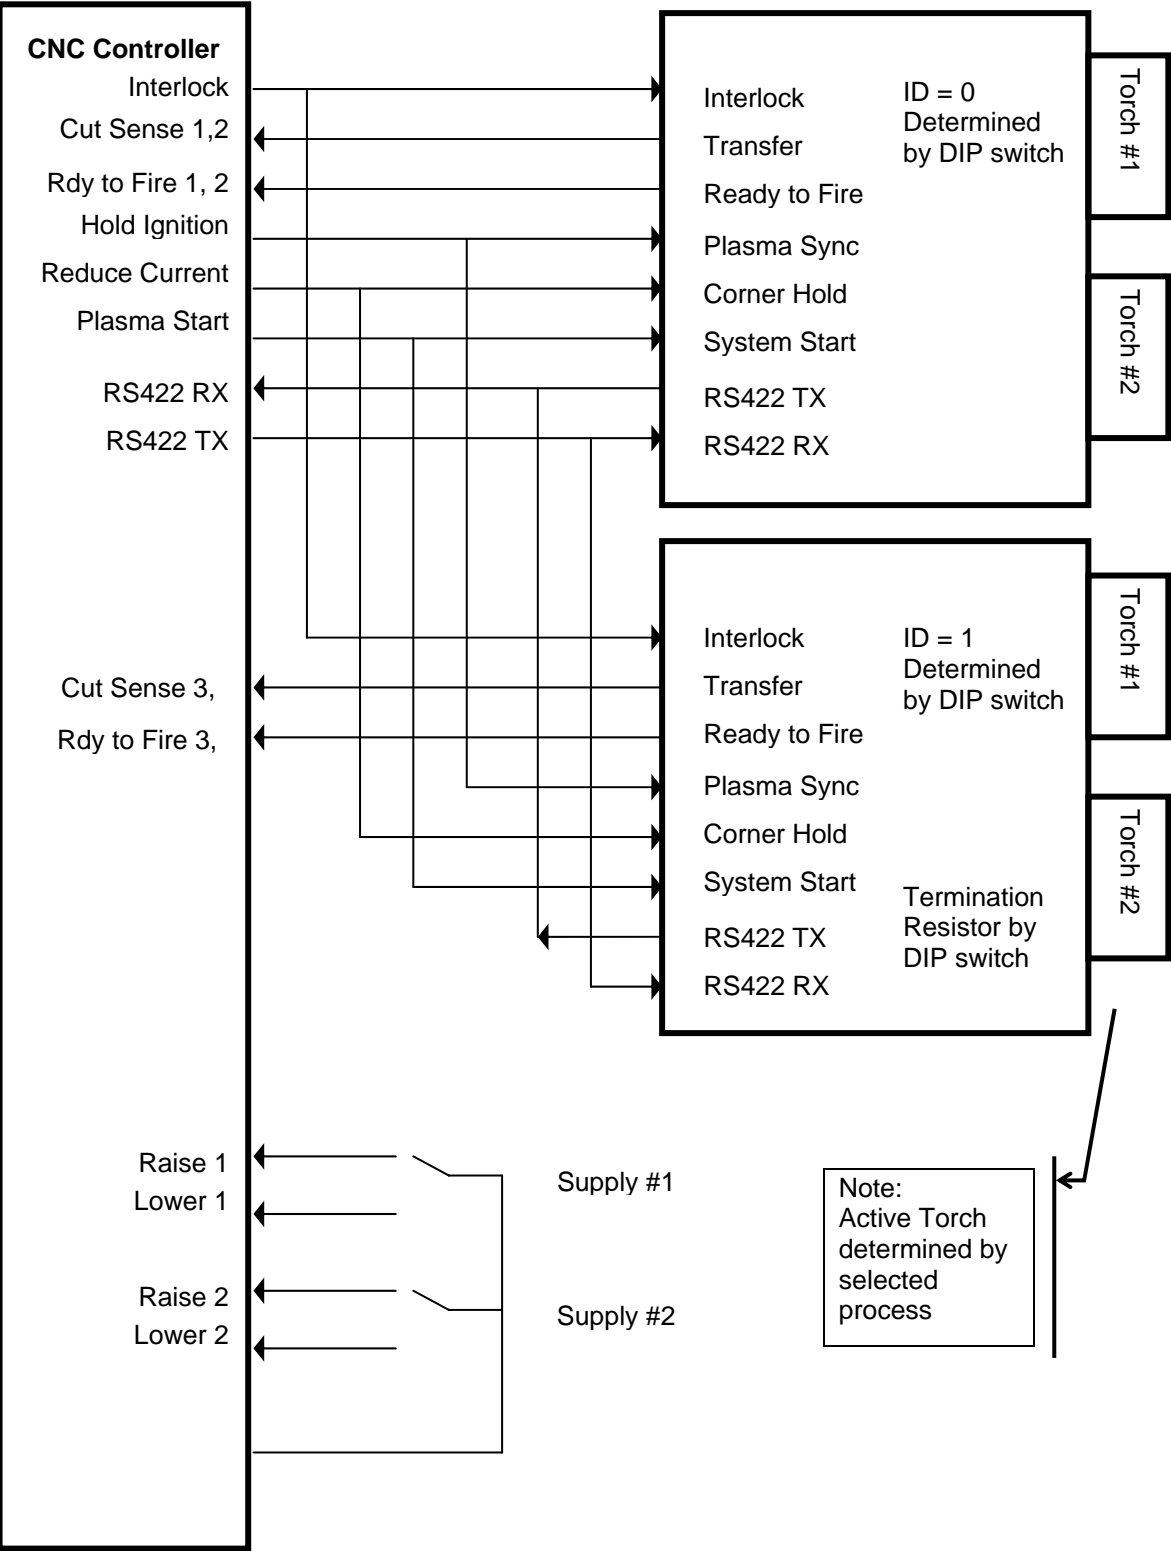 CNC Controller
Interlock
Cut Sense 1,2
Rdy to Fire 1, 2
Hold Ignition
Reduce Current
Plasma Start
RS422 RX
RS422 TX
Interlock
Transfer
Ready to Fire
Plasma Sync
Corner Hold
System Start
RS422 TX
RS422 RX
ID = 0
Determined
by DIP switch
Torch #1
Torch #2
Cut Sense 3,
Rdy to Fire 3,
Interlock
Transfer
Ready to Fire
Plasma Sync
Corner Hold
System Start
RS422 TX
RS422 RX
ID = 1
Determined
by DIP switch
Termination
Resistor by
DIP switch
Torch #1
Torch #2
Raise 1
Lower 1
Raise 2
Lower 2
Supply #1
Supply #2
Note:
Active Torch
determined by
selected
process